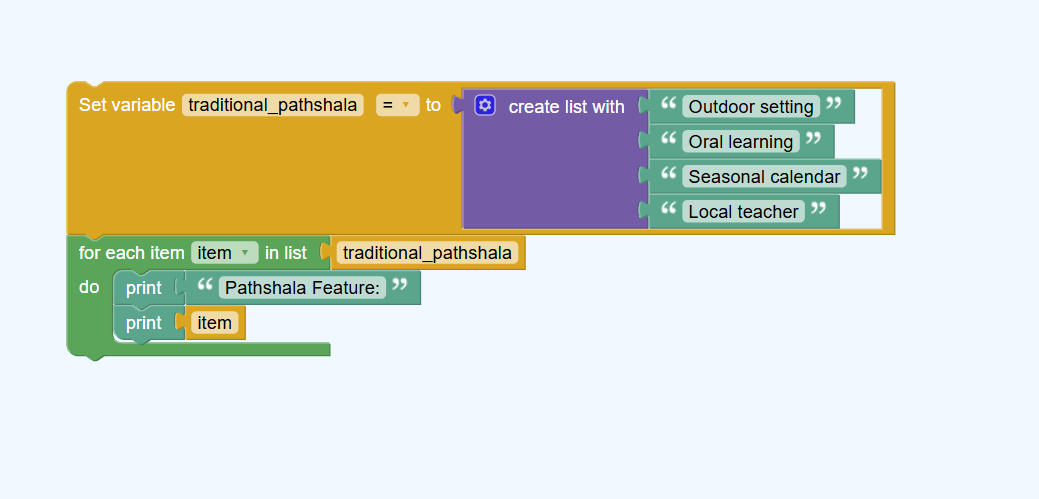 Set variable traditional_pathshala = to create list with “ Outdoor setting ”
“ Oral learning ”
“ Seasonal calendar ”
“ Local teacher ”
for each item item in list traditional_pathshala
do print “ Pathshala Feature: ”
print item